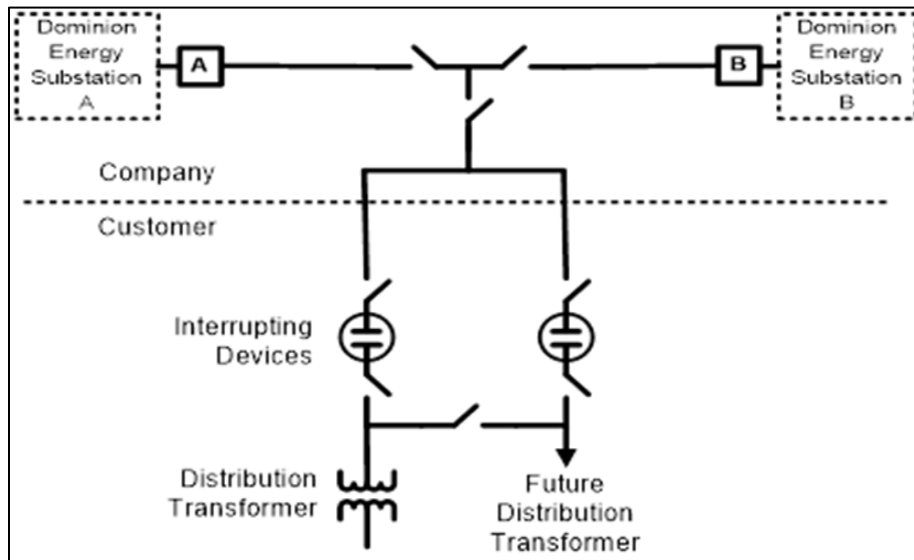 Dominion
Energy
Substation
A
A
B
Dominion
Energy
Substation
B
Company
Customer
Interrupting
Devices
Distribution
Transformer
Future
Distribution
Transformer